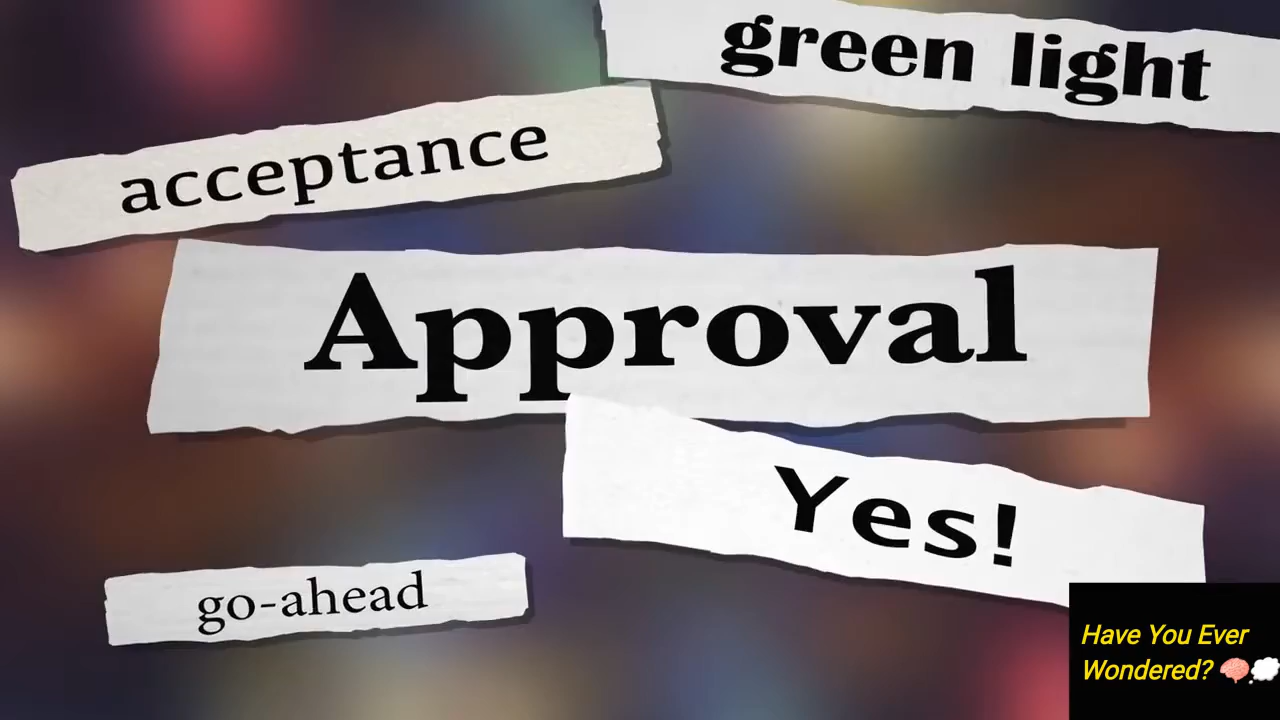 green light
acceptance
Approval
Yes!
go-ahead
Have You Ever
Wondered? 🧠💭